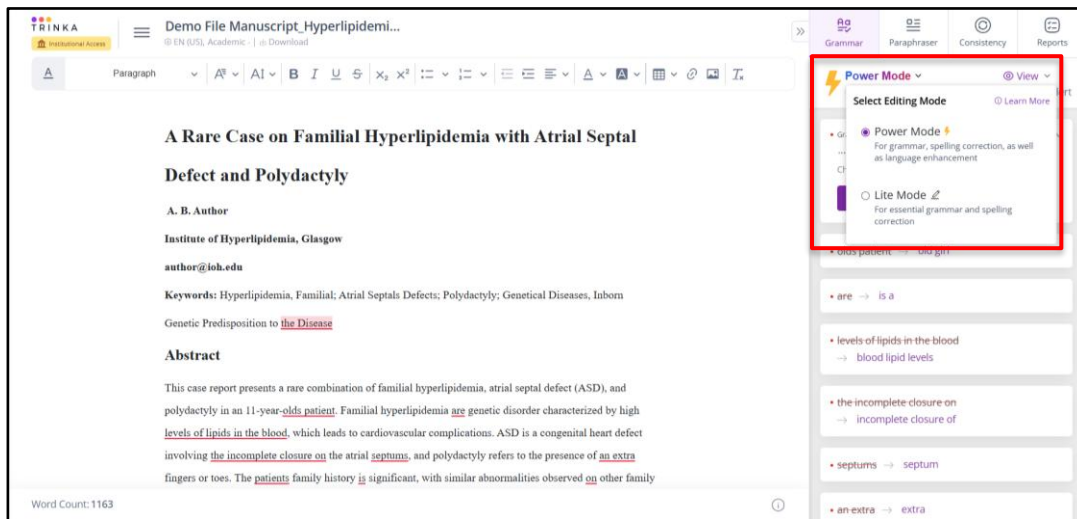 TRINKA
Institutional Access
Demo File Manuscript_Hyperlipidemi...
EN (US), Academic
Download
Grammar
Paraphraser
Consistency
Reports
A
Paragraph
B I U S X₂ X²
Power Mode
View
Select Editing Mode
Learn More
Power Mode
For grammar, spelling correction, as well
as language enhancement
Lite Mode
For essential grammar and spelling
correction
A Rare Case on Familial Hyperlipidemia with Atrial Septal
Defect and Polydactyly
A. B. Author
Institute of Hyperlipidemia, Glasgow
author@ioh.edu
Keywords: Hyperlipidemia, Familial; Atrial Septals Defects; Polydactyly; Genetical Diseases, Inborn
Genetic Predisposition to the Disease
Abstract
This case report presents a rare combination of familial hyperlipidemia, atrial septal defect (ASD), and
polydactyly in an 11-year-olds patient. Familial hyperlipidemia are genetic disorder characterized by high
levels of lipids in the blood, which leads to cardiovascular complications. ASD is a congenital heart defect
involving the incomplete closure on the atrial septums, and polydactyly refers to the presence of an extra
fingers or toes. The patients family history is significant, with similar abnormalities observed on other family
olds patient → old girl
are → is a
levels of lipids in the blood
→ blood lipid levels
the incomplete closure on
→ incomplete closure of
septums → septum
an extra → extra
Word Count: 1163